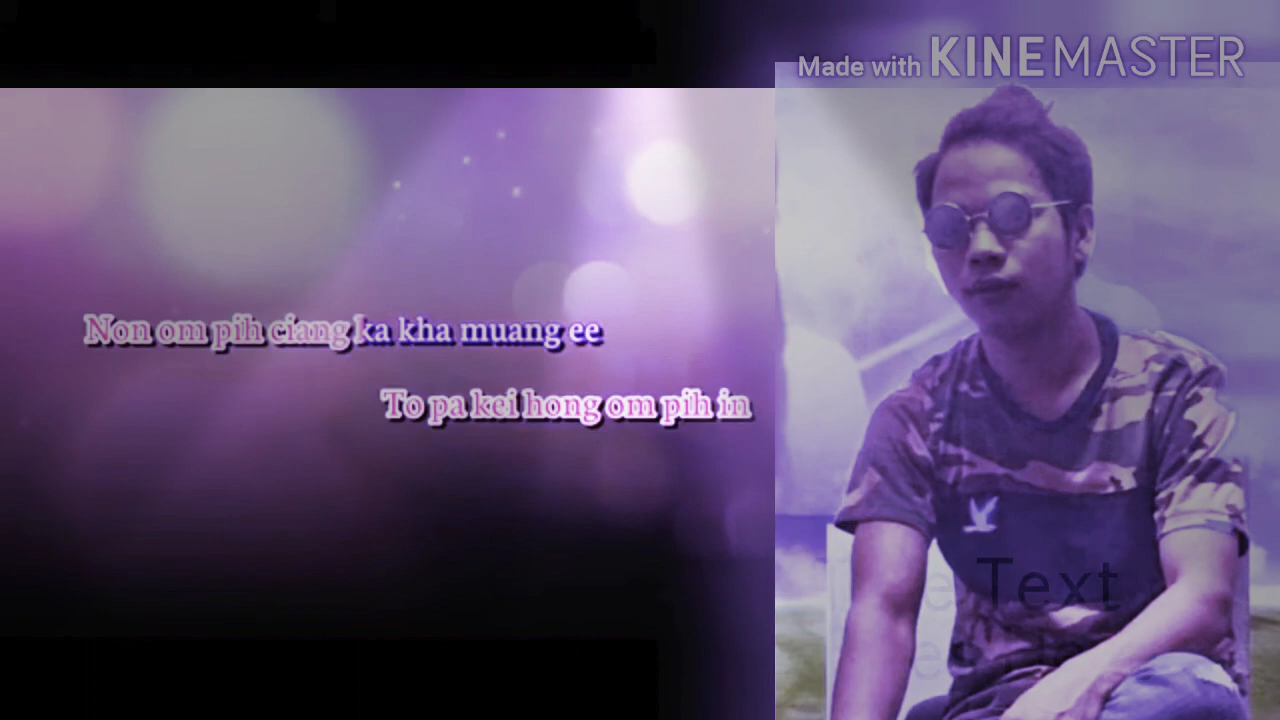 Made with KINEMASTER
Non om pih ciang ka kha muang ee
To pa kei hong om pih in
Text